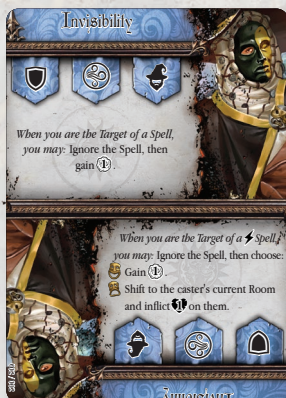 Invisibility
When you are the Target of a Spell,
you may: Ignore the Spell, then
gain 1.
When you are the Target of a Spell,
you may: Ignore the Spell, then choose:
Gain 1.
Shift to the caster's current Room
and inflict 1 on them.